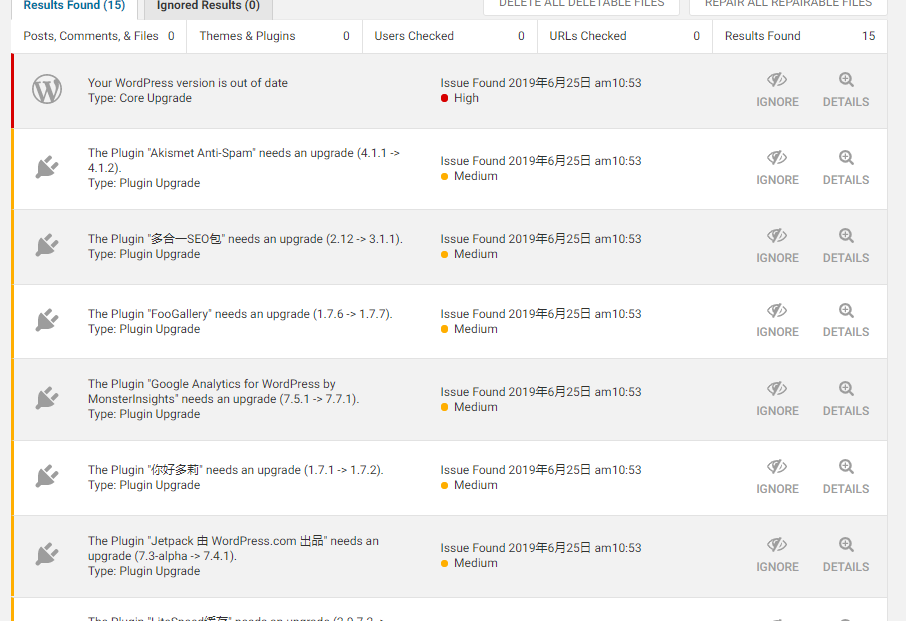 Results Found (15)
Ignored Results (0)
DELETE ALL DELETABLE FILES
REPAIR ALL REPAIRABLE FILES
Posts, Comments, & Files 0
Themes & Plugins 0
Users Checked 0
URLs Checked 0
Results Found 15
Your WordPress version is out of date
Type: Core Upgrade
Issue Found 2019年6月25日 am10:53
High
IGNORE
DETAILS
The Plugin "Akismet Anti-Spam" needs an upgrade (4.1.1 ->
4.1.2).
Type: Plugin Upgrade
Issue Found 2019年6月25日 am10:53
Medium
IGNORE
DETAILS
The Plugin "多合一SEO包" needs an upgrade (2.12 -> 3.1.1).
Type: Plugin Upgrade
Issue Found 2019年6月25日 am10:53
Medium
IGNORE
DETAILS
The Plugin "FooGallery" needs an upgrade (1.7.6 -> 1.7.7).
Type: Plugin Upgrade
Issue Found 2019年6月25日 am10:53
Medium
IGNORE
DETAILS
The Plugin "Google Analytics for WordPress by
MonsterInsights" needs an upgrade (7.5.1 -> 7.7.1).
Type: Plugin Upgrade
Issue Found 2019年6月25日 am10:53
Medium
IGNORE
DETAILS
The Plugin "你好多莉" needs an upgrade (1.7.1 -> 1.7.2).
Type: Plugin Upgrade
Issue Found 2019年6月25日 am10:53
Medium
IGNORE
DETAILS
The Plugin "Jetpack 由 WordPress.com 出品" needs an
upgrade (7.3-alpha -> 7.4.1).
Type: Plugin Upgrade
Issue Found 2019年6月25日 am10:53
Medium
IGNORE
DETAILS
The Plugin "LiteSpeed缓存" needs an upgrade